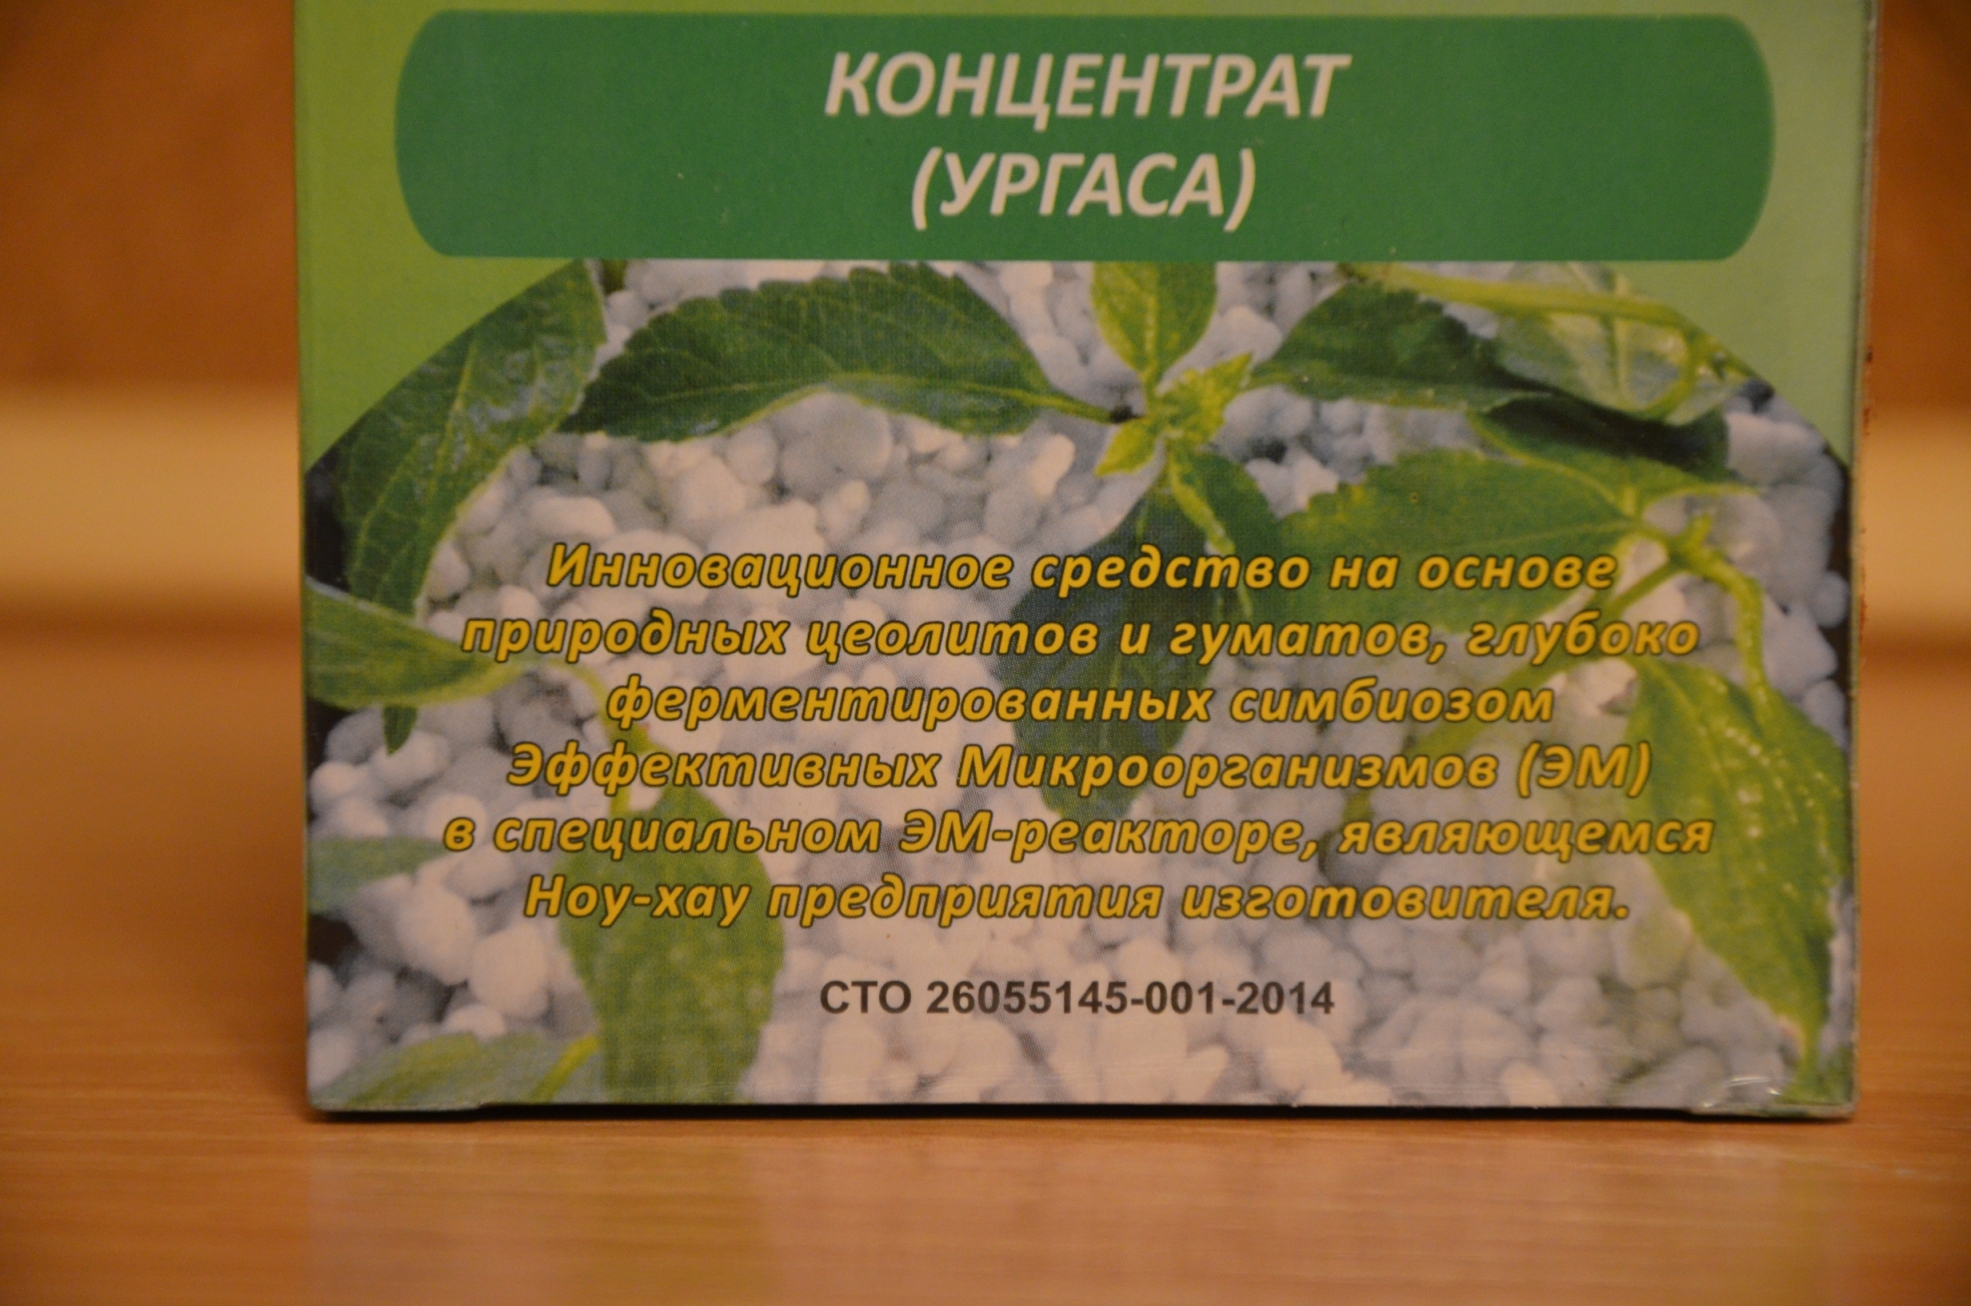 КОНЦЕНТРАТ
(УРГАСА)
Инновационное средство на основе
природных цеолитов и гуматов, глубоко
ферментированных симбиозом
Эффективных Микроорганизмов (ЭМ)
в специальном ЭМ-реакторе, являющемся
Ноу-хау предприятия изготовителя.
СТО 26055145-001-2014